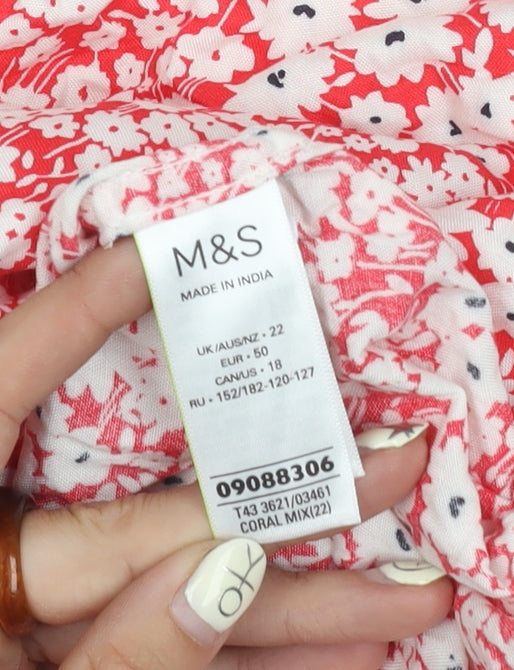 M&S
MADE IN INDIA
UK/AUS/NZ • 22
EUR • 50
CAN/US • 18
RU • 152/182-120-127
09088306
T43 3621/03461
CORAL MIX(22)
OK